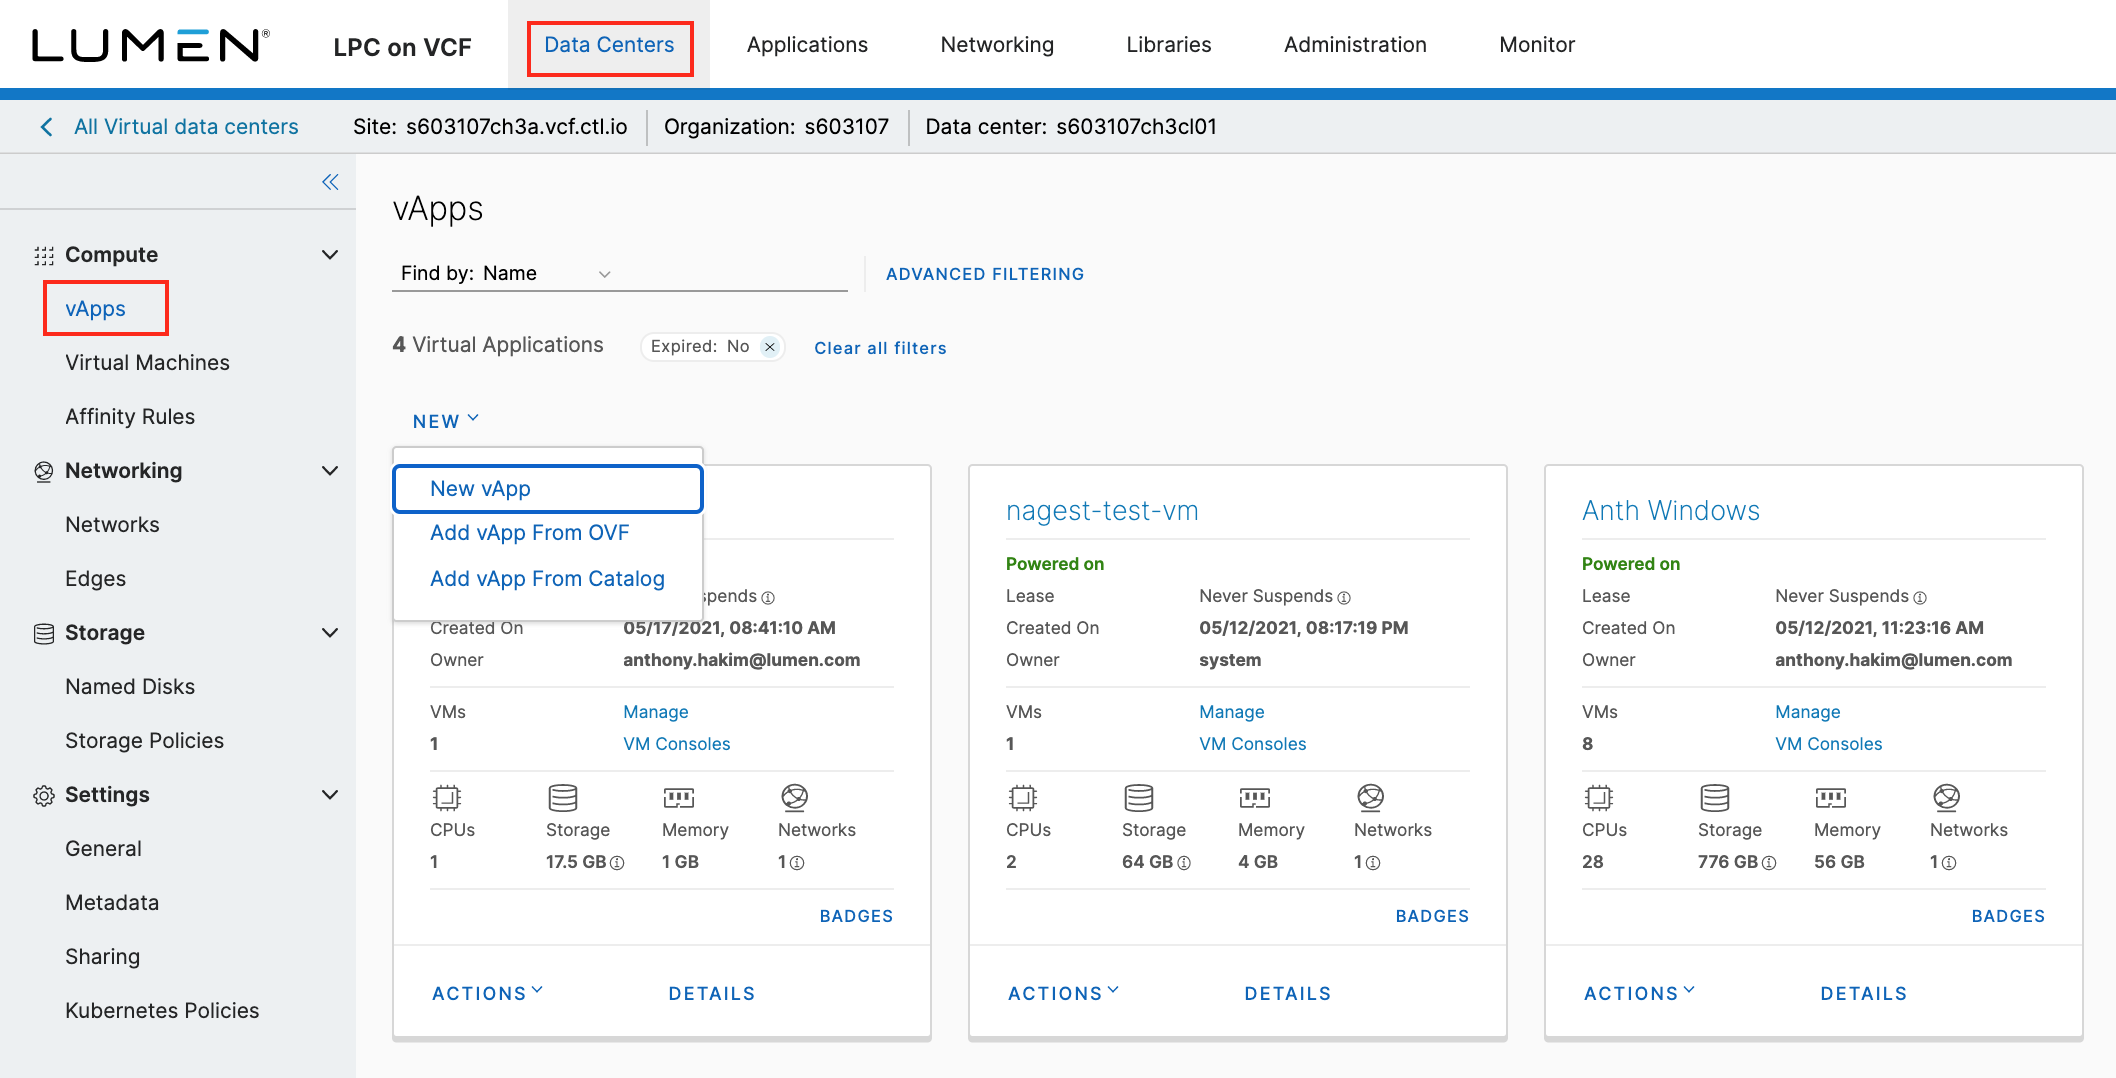 LUMEN® LPC on VCF Data Centers Applications Networking Libraries Administration Monitor
All Virtual data centers Site: s603107ch3a.vcf.ctl.io Organization: s603107 Data center: s603107ch3cl01
Compute
vApps
Virtual Machines
Affinity Rules
Networking
Networks
Edges
Storage
Named Disks
Storage Policies
Settings
General
Metadata
Sharing
Kubernetes Policies
vApps
Find by: Name ADVANCED FILTERING
4 Virtual Applications Expired: No Clear all filters
NEW
New vApp
Add vApp From OVF
Add vApp From Catalog
Created On 05/17/2021, 08:41:10 AM
Owner anthony.hakim@lumen.com
VMs Manage
1 VM Consoles
CPUs Storage Memory Networks
1 17.5 GB 1 GB 1
BADGES
ACTIONS DETAILS
nagest-test-vm
Powered on
Lease Never Suspends
Created On 05/12/2021, 08:17:19 PM
Owner system
VMs Manage
1 VM Consoles
CPUs Storage Memory Networks
2 64 GB 4 GB 1
BADGES
ACTIONS DETAILS
Anth Windows
Powered on
Lease Never Suspends
Created On 05/12/2021, 11:23:16 AM
Owner anthony.hakim@lumen.com
VMs Manage
8 VM Consoles
CPUs Storage Memory Networks
28 776 GB 56 GB 1
BADGES
ACTIONS DETAILS